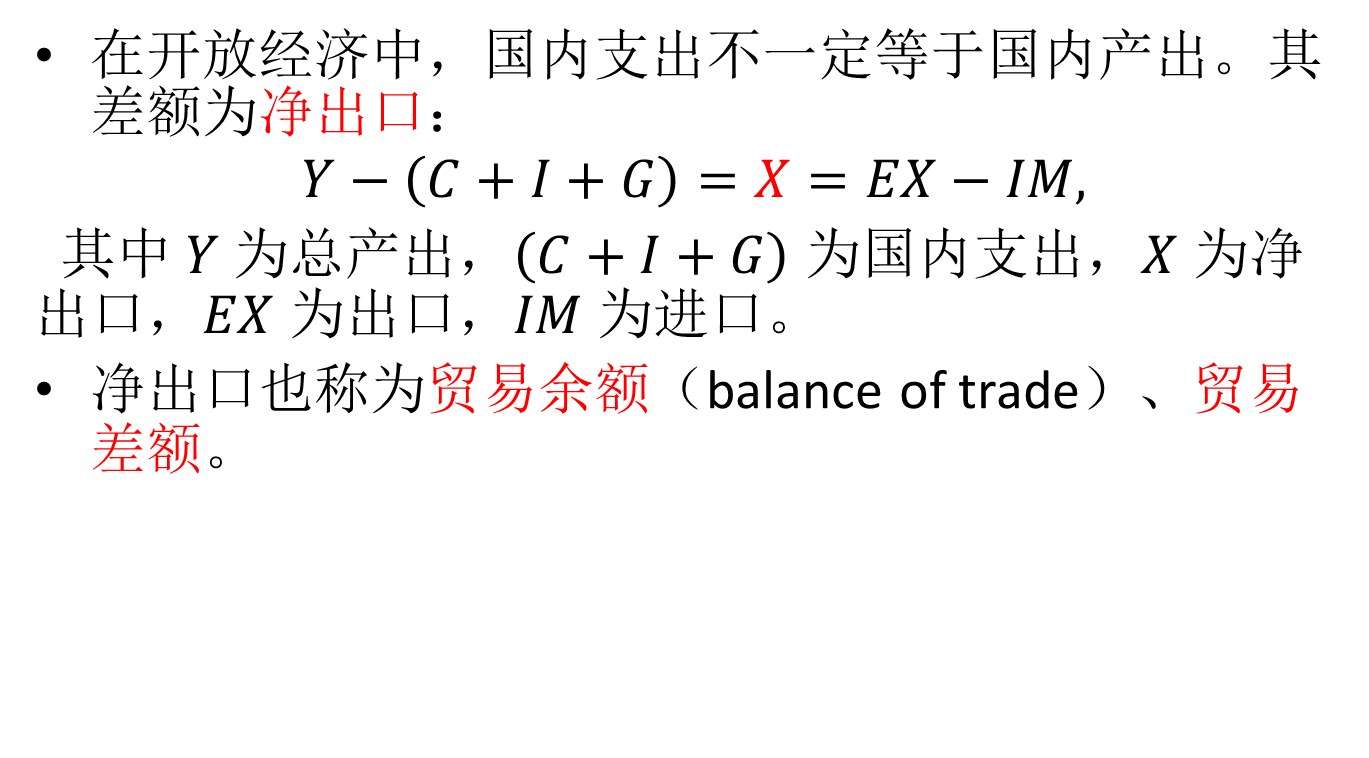 • 在开放经济中，国内支出不一定等于国内产出。其
差额为净出口：
𝑌 − (𝐶 + 𝐼 + 𝐺) = 𝑋 = 𝐸𝑋 − 𝐼𝑀,
其中 𝑌 为总产出，(𝐶 + 𝐼 + 𝐺) 为国内支出，𝑋 为净
出口，𝐸𝑋 为出口，𝐼𝑀 为进口。
• 净出口也称为贸易余额（balance of trade）、贸易
差额。